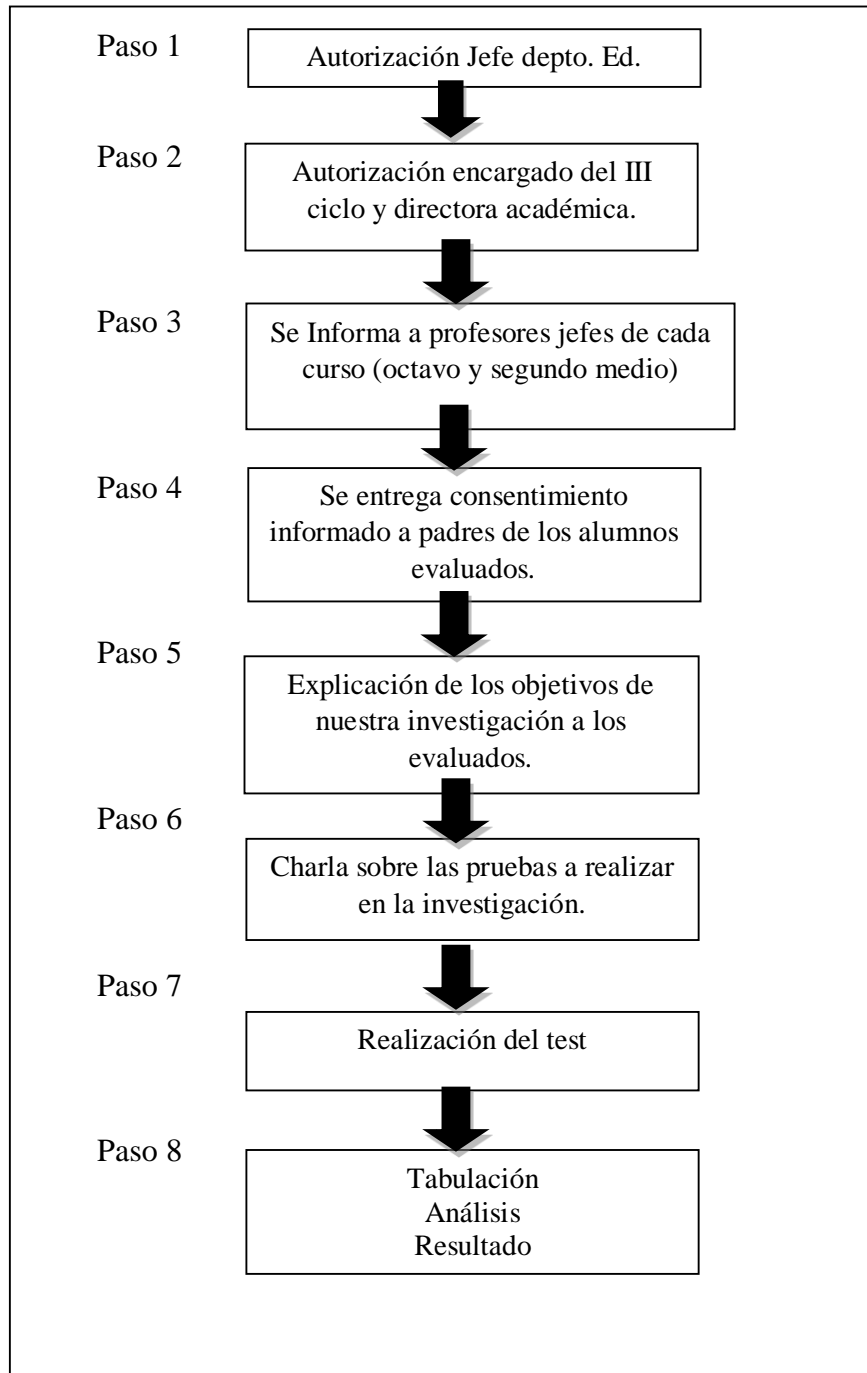 Paso 1
Autorización Jefe depto. Ed.
Paso 2
Autorización encargado del III
ciclo y directora académica.
Paso 3
Se Informa a profesores jefes de cada
curso (octavo y segundo medio)
Paso 4
Se entrega consentimiento
informado a padres de los alumnos
evaluados.
Paso 5
Explicación de los objetivos de
nuestra investigación a los
evaluados.
Paso 6
Charla sobre las pruebas a realizar
en la investigación.
Paso 7
Realización del test
Paso 8
Tabulación
Análisis
Resultado